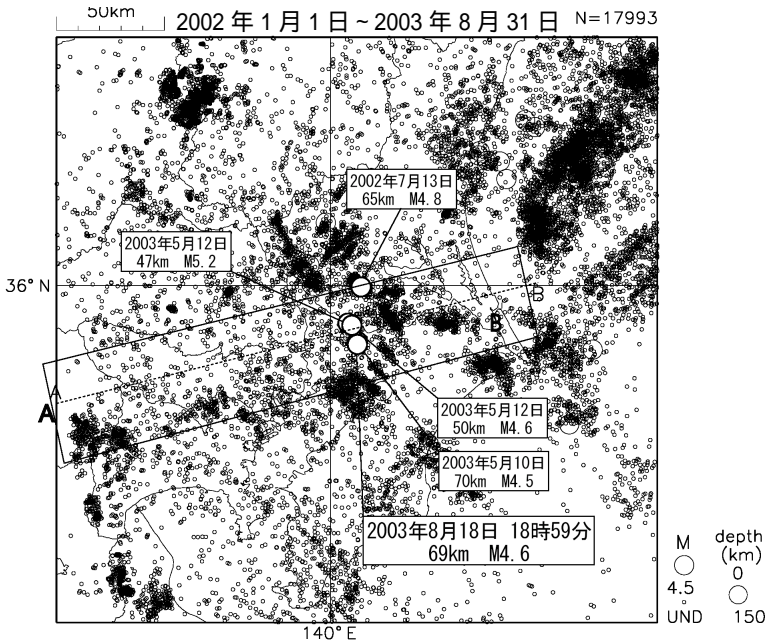 50km
2002年1月1日~2003年8月31日 N=17993
2002年7月13日
65km M4.8
2003年5月12日
47km M5.2
36°N
B
B
A
A
2003年5月12日
50km M4.6
2003年5月10日
70km M4.5
2003年8月18日 18時59分
69km M4.6
M
4.5
UND
depth
(km)
0
150
140°E